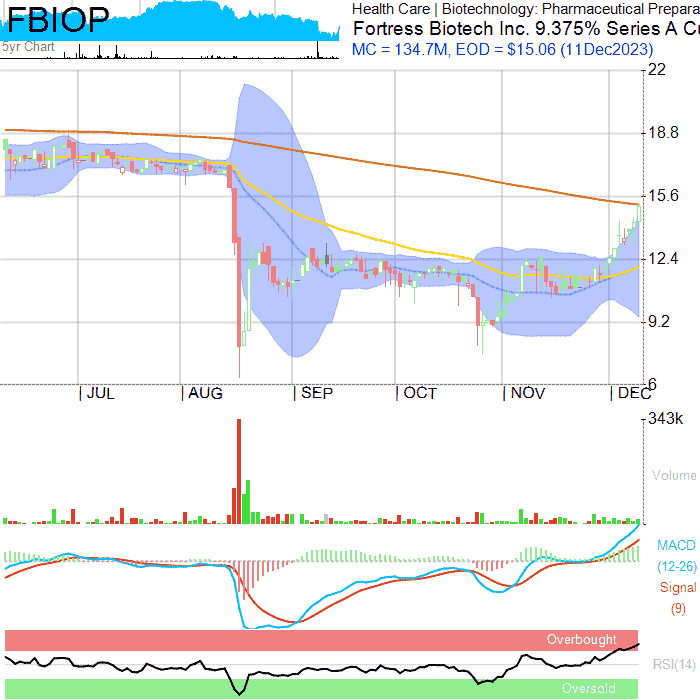 FBIOP
5yr Chart
Health Care | Biotechnology: Pharmaceutical Prepara
Fortress Biotech Inc. 9.375% Series A Cu
MC = 134.7M, EOD = $15.06 (11Dec2023)
22
18.8
15.6
12.4
9.2
6
JUL AUG SEP OCT NOV DEC
343k
Volume
MACD
(12-26)
Signal
(9)
Overbought
RSI(14)
Oversold